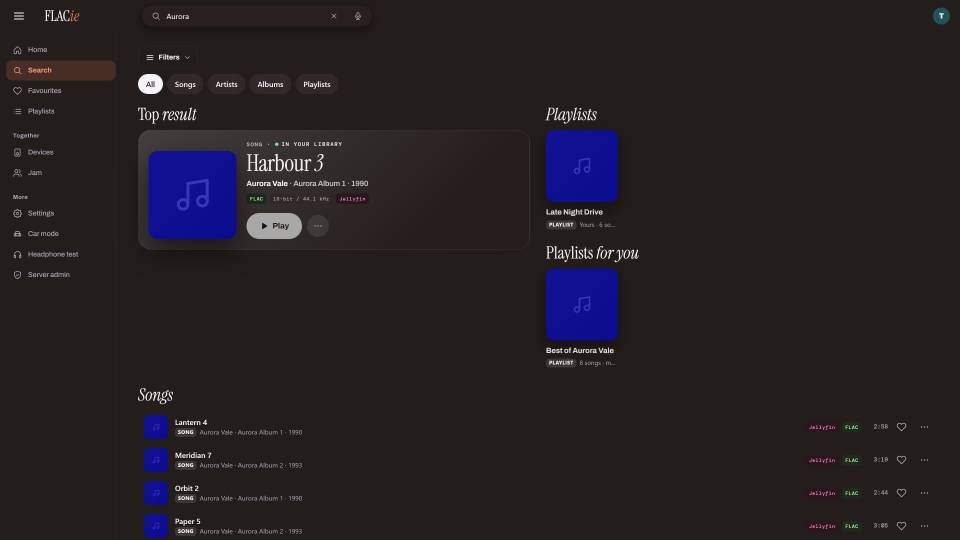 FLACie
Aurora
T
Home
Search
Favourites
Playlists
Together
Devices
Jam
More
Settings
Car mode
Headphone test
Server admin
Filters
All
Songs
Artists
Albums
Playlists
Top result
SONG · IN YOUR LIBRARY
Harbour 3
Aurora Vale · Aurora Album 1 · 1990
FLAC 16-bit / 44.1 kHz Jellyfin
Play
Playlists
Late Night Drive
PLAYLIST Yours · 6 so...
Playlists for you
Best of Aurora Vale
PLAYLIST 8 songs · m...
Songs
Lantern 4
SONG Aurora Vale · Aurora Album 1 · 1990
Jellyfin FLAC 2:58
Meridian 7
SONG Aurora Vale · Aurora Album 2 · 1993
Jellyfin FLAC 3:19
Orbit 2
SONG Aurora Vale · Aurora Album 1 · 1990
Jellyfin FLAC 2:44
Paper 5
SONG Aurora Vale · Aurora Album 2 · 1993
Jellyfin FLAC 3:05